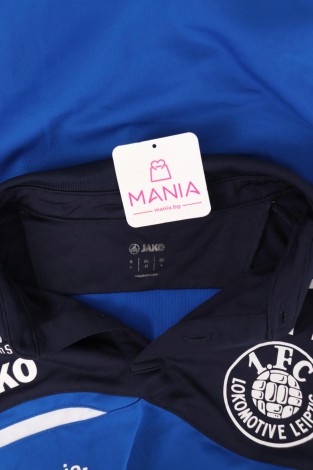 MANIA
mania.bg
JAKO
KO
1.FC
LOKOMOTIVE LEIPZIG